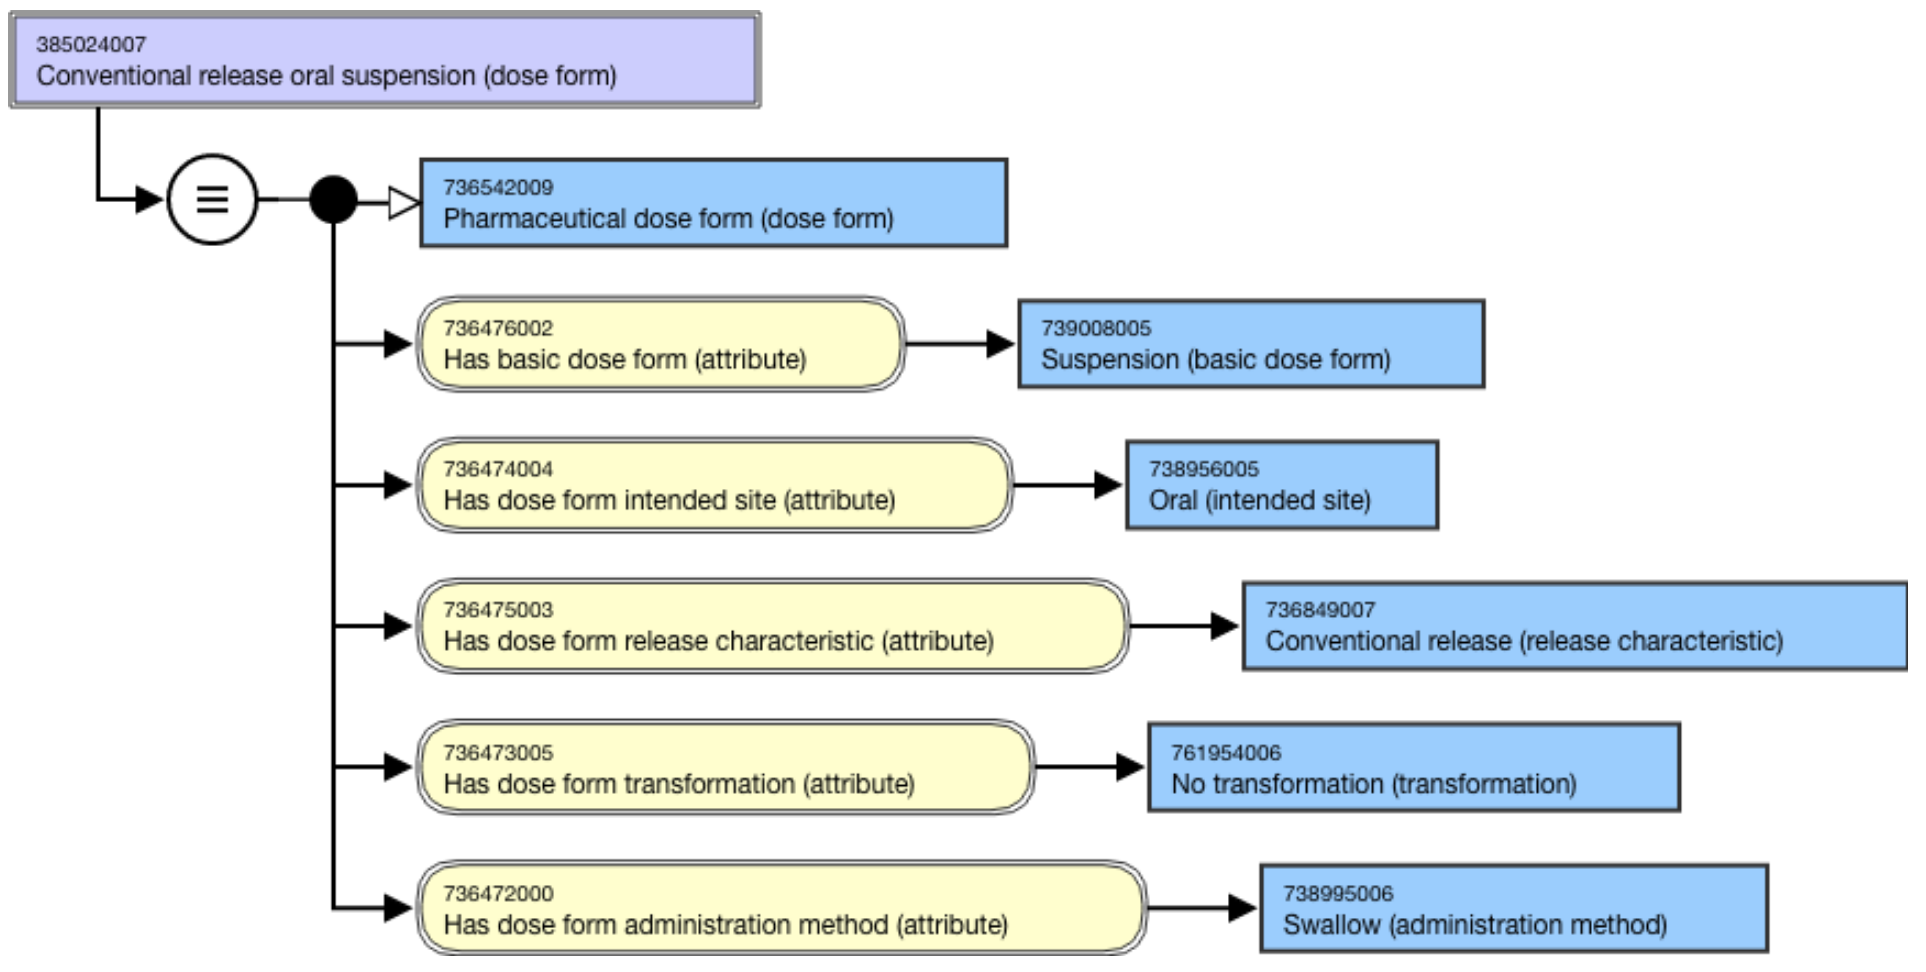 385024007
Conventional release oral suspension (dose form)
736542009
Pharmaceutical dose form (dose form)
736476002
Has basic dose form (attribute)
739008005
Suspension (basic dose form)
736474004
Has dose form intended site (attribute)
738956005
Oral (intended site)
736475003
Has dose form release characteristic (attribute)
736849007
Conventional release (release characteristic)
736473005
Has dose form transformation (attribute)
761954006
No transformation (transformation)
736472000
Has dose form administration method (attribute)
738995006
Swallow (administration method)